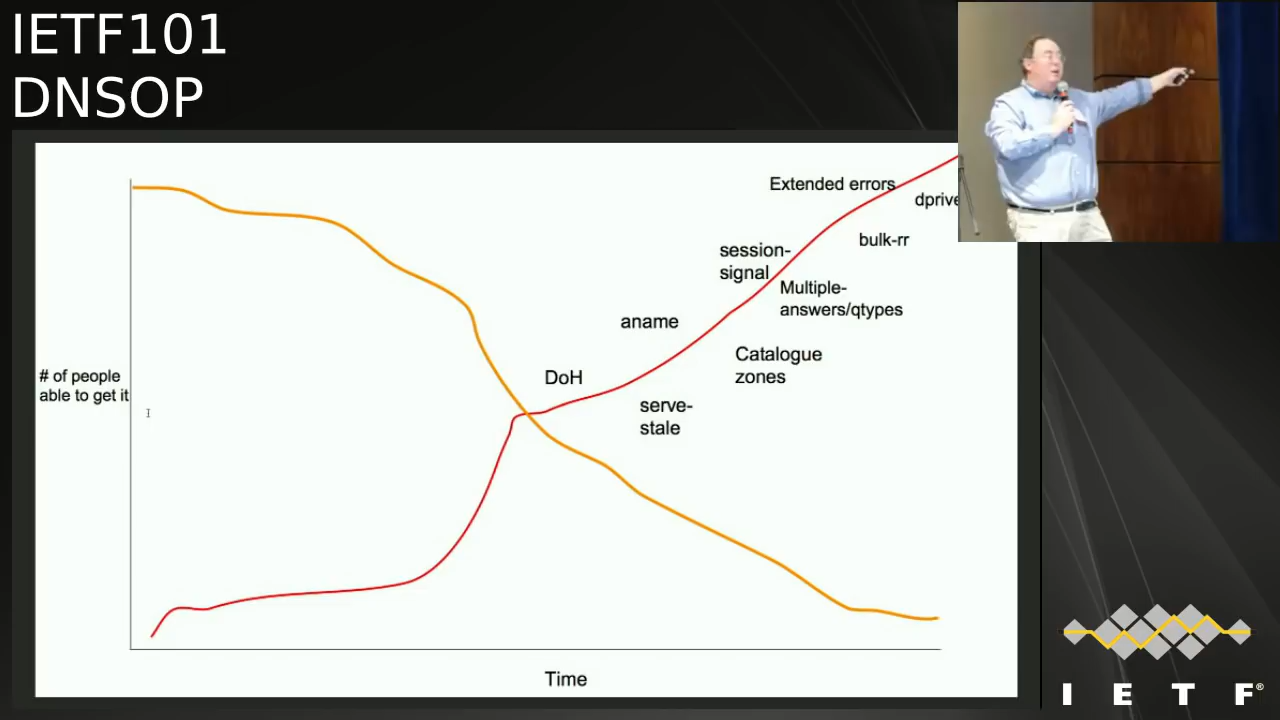 IETF101
DNSOP
Extended errors
dprive
bulk-rr
session-
signal
Multiple-
answers/qtypes
aname
Catalogue
zones
DoH
serve-
stale
# of people
able to get it
Time
I E T F®